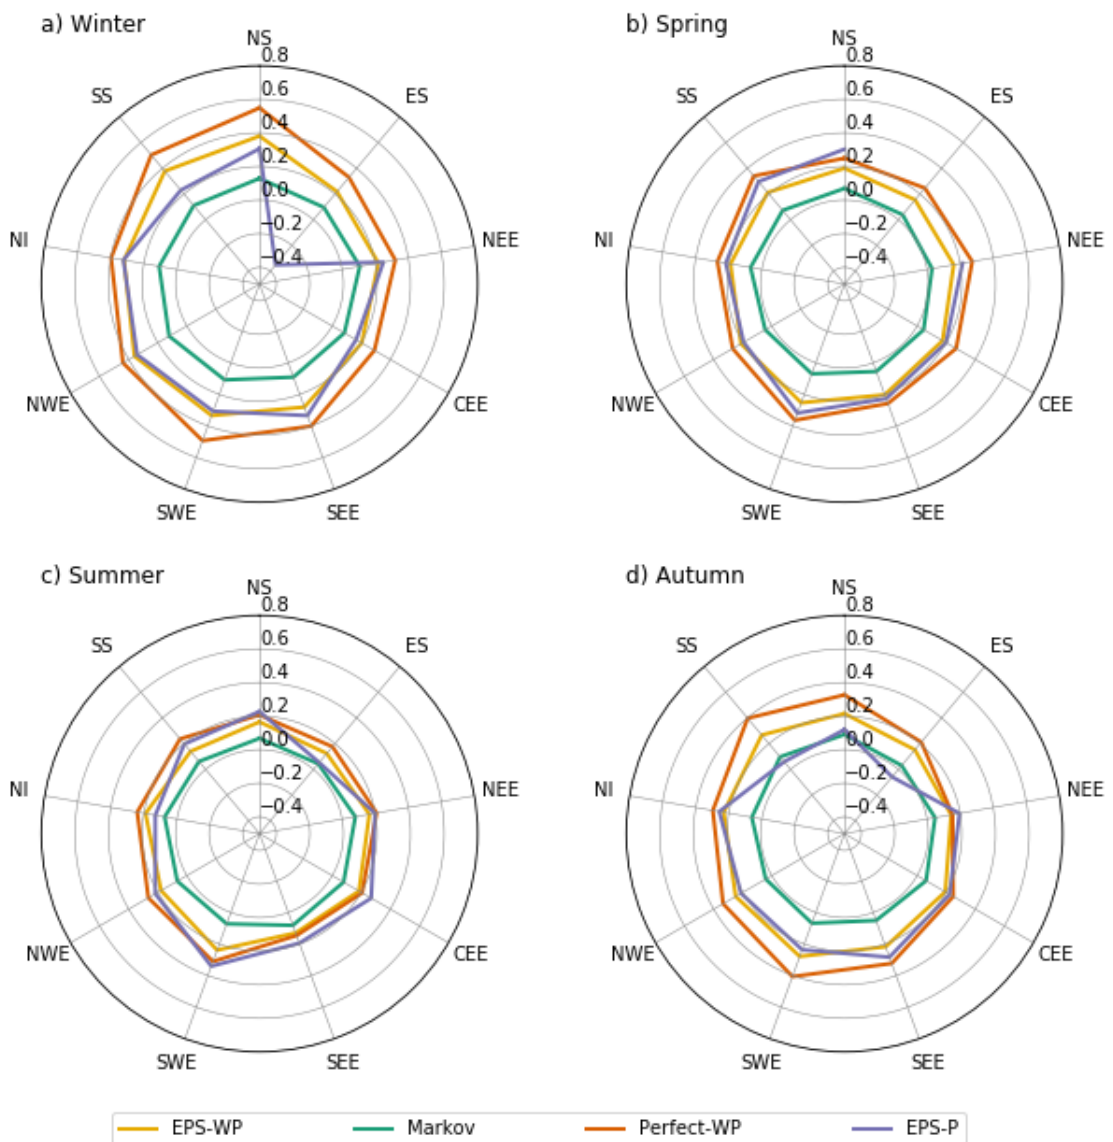 a) Winter
NS
0.8
0.6
0.4
0.2
0.0
−0.2
−0.4
ES
NEE
CEE
SEE
SWE
NWE
NI
SS
b) Spring
NS
0.8
0.6
0.4
0.2
0.0
−0.2
−0.4
ES
NEE
CEE
SEE
SWE
NWE
NI
SS
c) Summer
NS
0.8
0.6
0.4
0.2
0.0
−0.2
−0.4
ES
NEE
CEE
SEE
SWE
NWE
NI
SS
d) Autumn
NS
0.8
0.6
0.4
0.2
0.0
−0.2
−0.4
ES
NEE
CEE
SEE
SWE
NWE
NI
SS
EPS-WP Markov Perfect-WP EPS-P